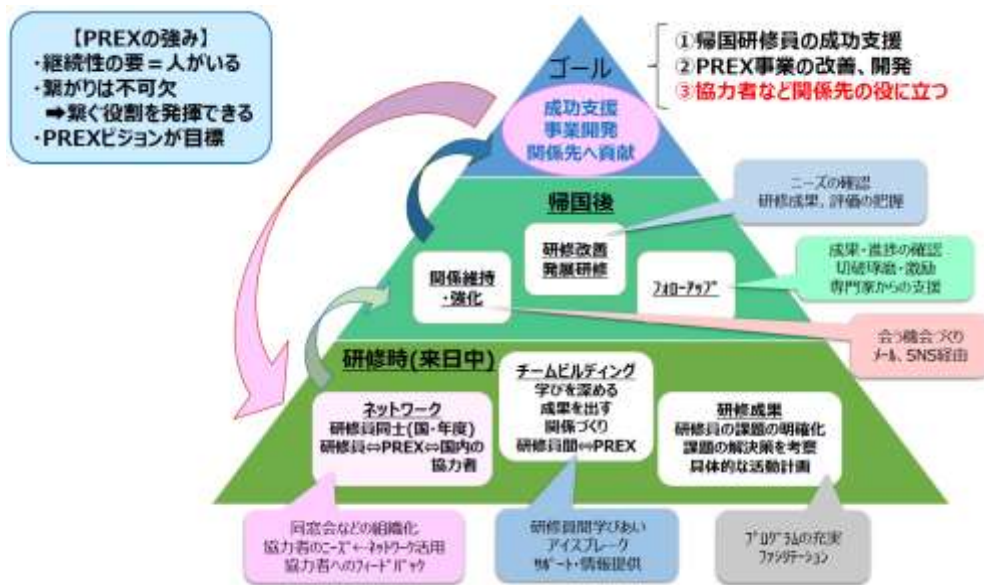 【PREXの強み】
・継続性の要＝人がいる
・繋がりは不可欠
➡繋ぐ役割を発揮できる
・PREXビジョンが目標
ゴール
①帰国研修員の成功支援
②PREX事業の改善、開発
③協力者など関係先の役に立つ
成功支援
事業開発
関係先へ貢献
帰国後
ニーズの確認
研修成果、評価の把握
研修改善
発展研修
関係維持
・強化
ﾌｫﾛｰｱｯﾌﾟ
成果・進捗の確認
切磋琢磨・激励
専門家からの支援
会う機会づくり
ﾒｰﾙ、SNS経由
研修時(来日中)
チームビルディング
学びを深める
成果を出す
関係づくり
研修員間⇔PREX
ネットワーク
研修員同士(国・年度)
研修員⇔PREX⇔国内の
協力者
研修成果
研修員の課題の明確化
課題の解決策を考察
具体的な活動計画
同窓会などの組織化
協力者のﾆｰｽﾞ←ﾈｯﾄﾜｰｸ活用
協力者へのﾌｨｰﾄﾞﾊﾞｯｸ
研修員間学びあい
アイスブレーク
ｻﾎﾟｰﾄ・情報提供
ﾌﾟﾛｸﾞﾗﾑの充実
ﾌｧｼﾘﾃｰｼｮﾝ